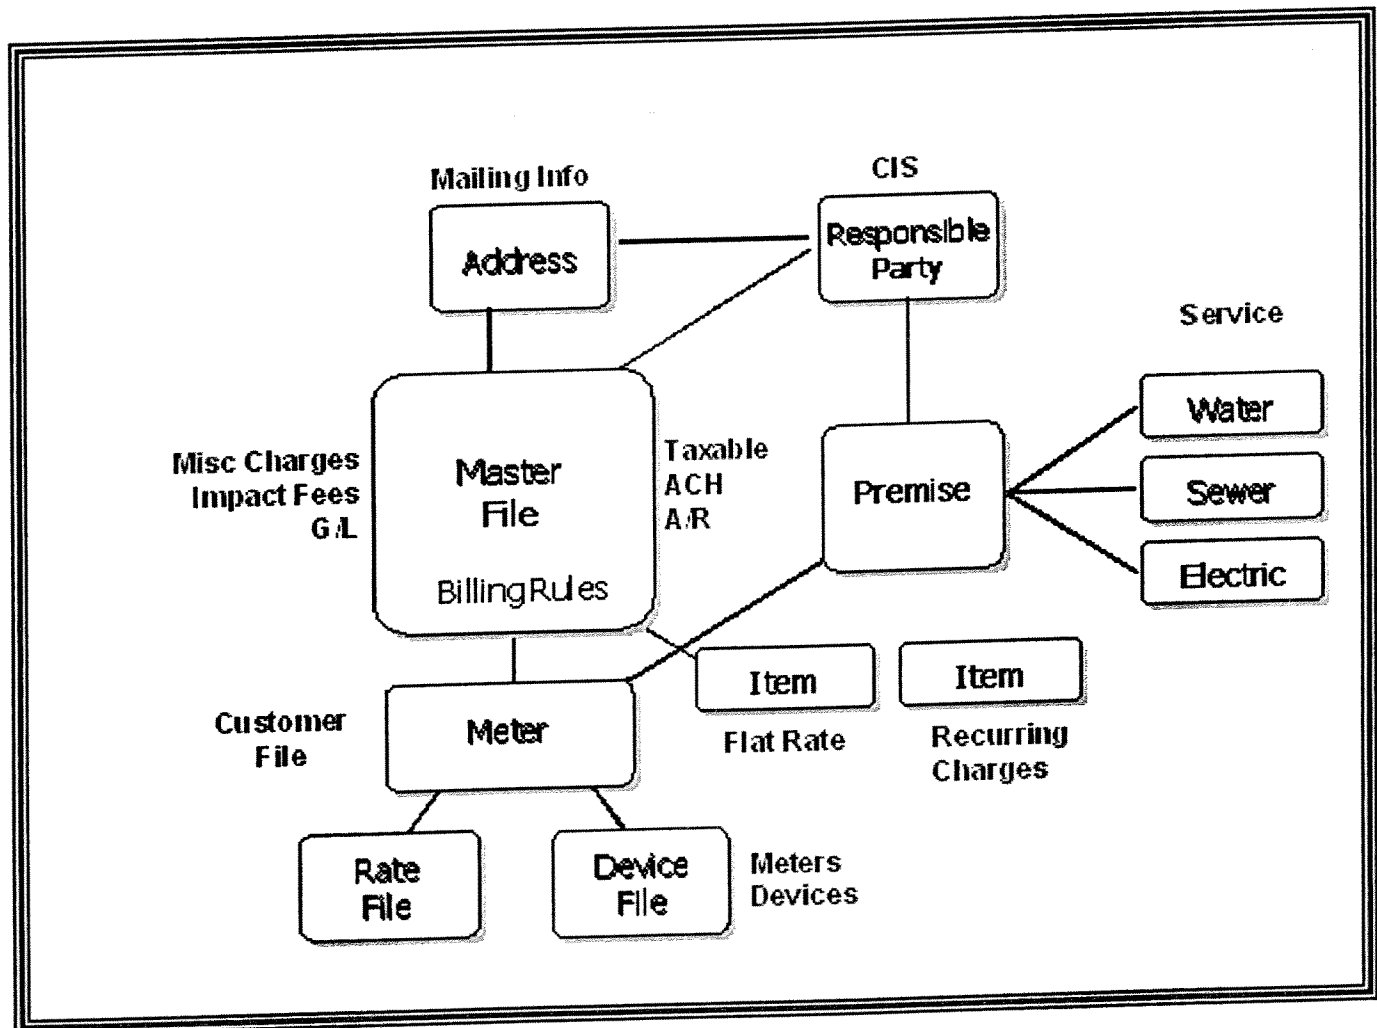 Mailing Info
CIS
Address
Responsible
Party
Service
Water
Misc Charges
Impact Fees
G/L
Master
File
Billing Rules
Taxable
ACH
A/R
Premise
Sewer
Electric
Customer
File
Meter
Item
Flat Rate
Item
Recurring
Charges
Rate
File
Device
File
Meters
Devices